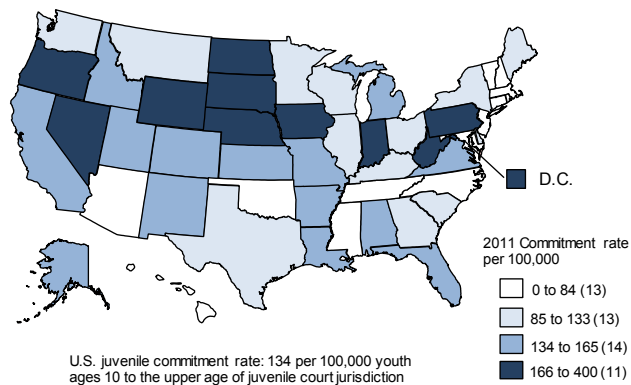 D.C.
2011 Commitment rate
per 100,000
0 to 84 (13)
85 to 133 (13)
134 to 165 (14)
166 to 400 (11)
U.S. juvenile commitment rate: 134 per 100,000 youth
ages 10 to the upper age of juvenile court jurisdiction